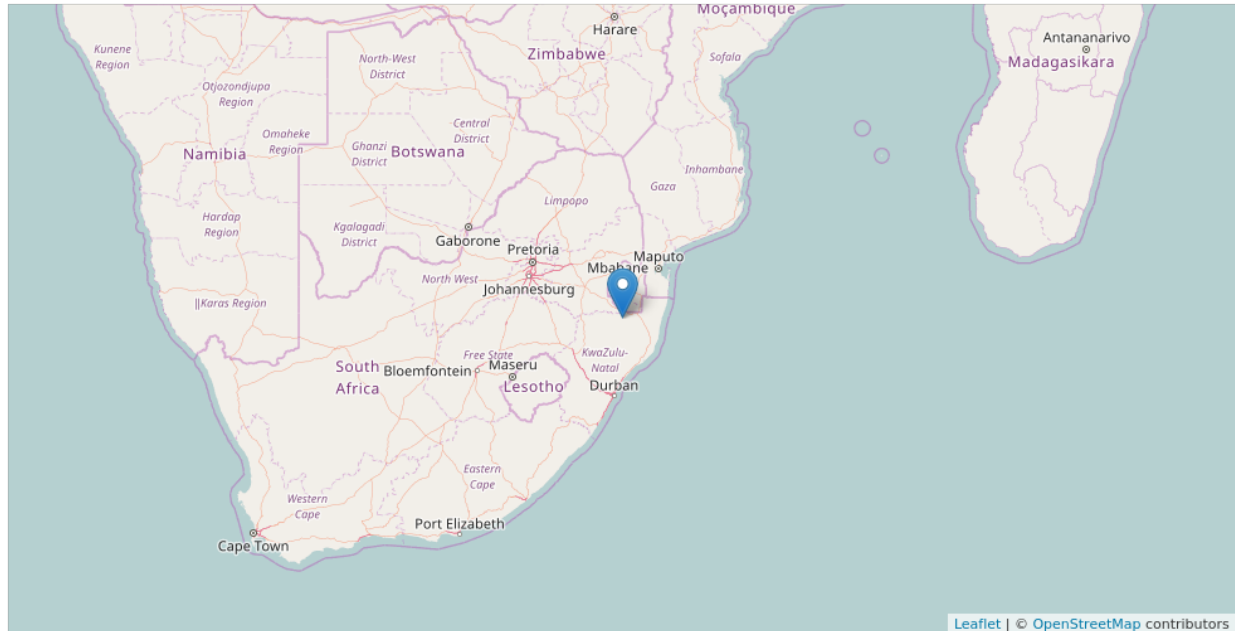 Moçambique
Harare
Zimbabwe
Antananarivo
Madagasikara
Kunene
Region
North-West
District
Sofala
Otjozondjupa
Region
Omaheke
Region
Central
District
Ghanzi
District
Botswana
Namibia
Inhambane
Gaza
Limpopo
Hardap
Region
Kgalagadi
District
Gaborone
Pretoria
Maputo
Mbabane
North West
Johannesburg
||Karas Region
KwaZulu-
Natal
Free State
Maseru
South
Africa
Bloemfontein
Lesotho
Durban
Eastern
Cape
Western
Cape
Port Elizabeth
Cape Town
Leaflet | © OpenStreetMap contributors